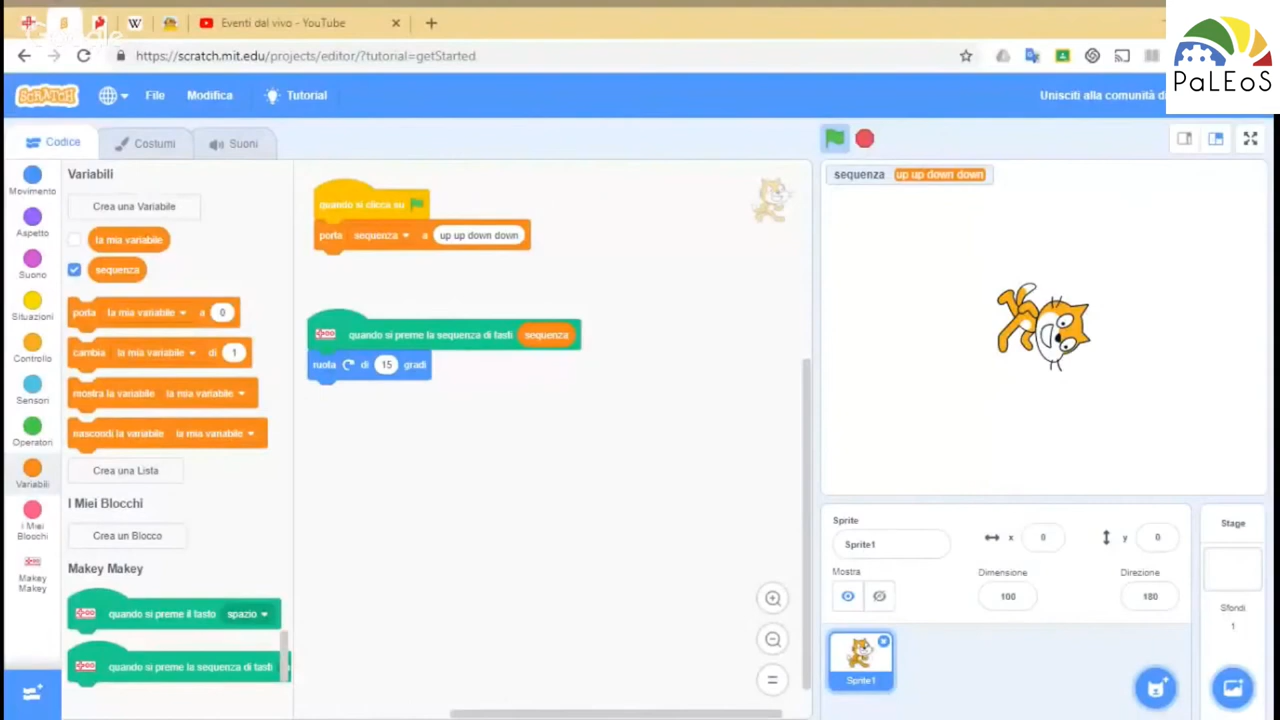 Eventi dal vivo - YouTube
Google
https://scratch.mit.edu/projects/editor/?tutorial=getStarted
PaLEoS
SCRATCH
File
Modifica
Tutorial
Unisciti alla comunità di
Codice
Costumi
Suoni
Movimento
Aspetto
Suono
Situazioni
Controllo
Sensori
Operatori
Variabili
I Miei
Blocchi
Makey
Makey
Variabili
Crea una Variabile
la mia variabile
sequenza
porta la mia variabile a 0
cambia la mia variabile di 1
mostra la variabile la mia variabile
nascondi la variabile la mia variabile
Crea una Lista
I Miei Blocchi
Crea un Blocco
Makey Makey
quando si preme il tasto spazio
quando si preme la sequenza di tasti
quando si clicca su
porta sequenza a up up down down
quando si preme la sequenza di tasti sequenza
ruota di 15 gradi
sequenza up up down down
Sprite
Sprite1
x 0
y 0
Mostra
Dimensione
100
Direzione
180
Sprite1
Stage
Sfondi
1